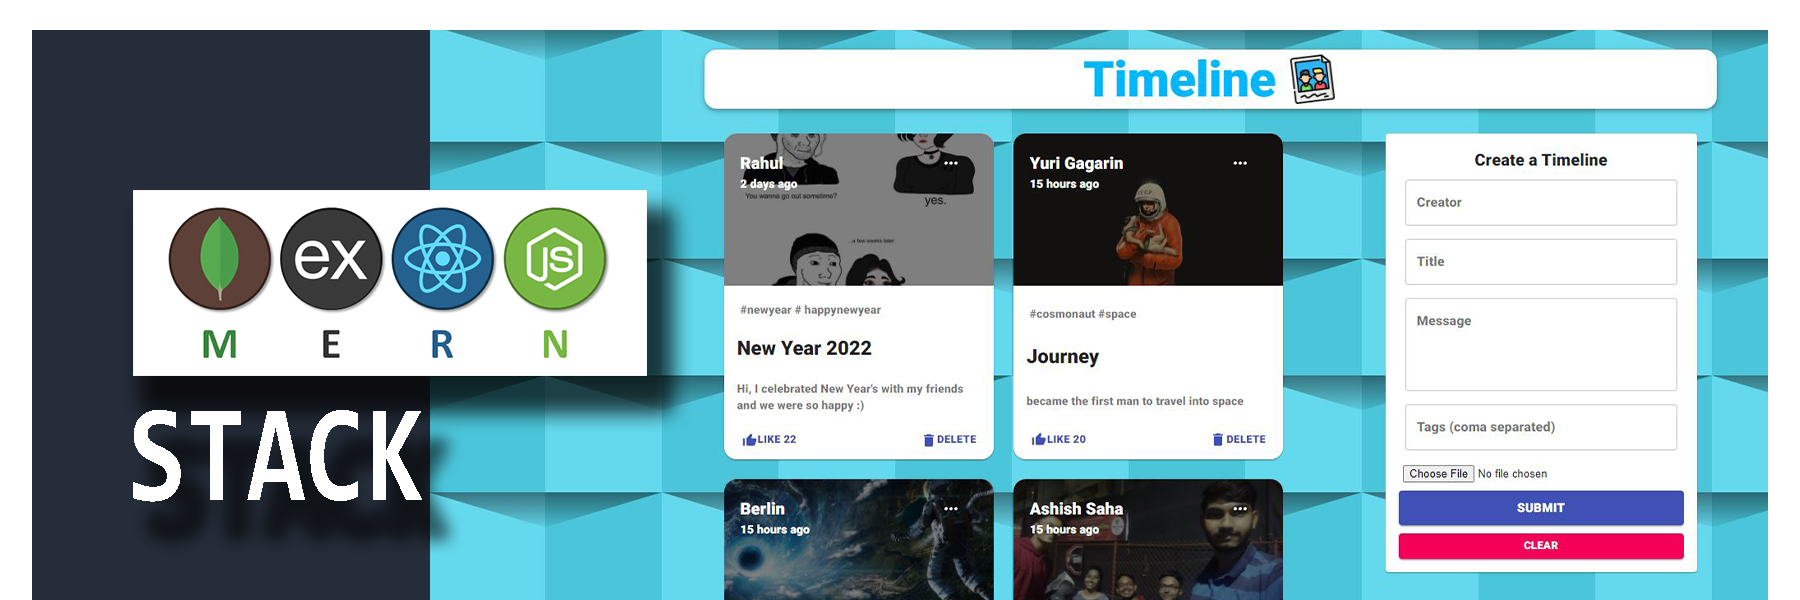 ex
JS
M E R N
STACK
Timeline
Rahul
2 days ago
You wanna go out sometime?
yes.
...a few weeks later
#newyear # happynewyear
New Year 2022
Hi, I celebrated New Year's with my friends
and we were so happy :)
LIKE 22
DELETE
Yuri Gagarin
15 hours ago
CCCP
#cosmonaut #space
Journey
became the first man to travel into space
LIKE 20
DELETE
Berlin
15 hours ago
Ashish Saha
15 hours ago
Create a Timeline
Creator
Title
Message
Tags (coma separated)
Choose File No file chosen
SUBMIT
CLEAR